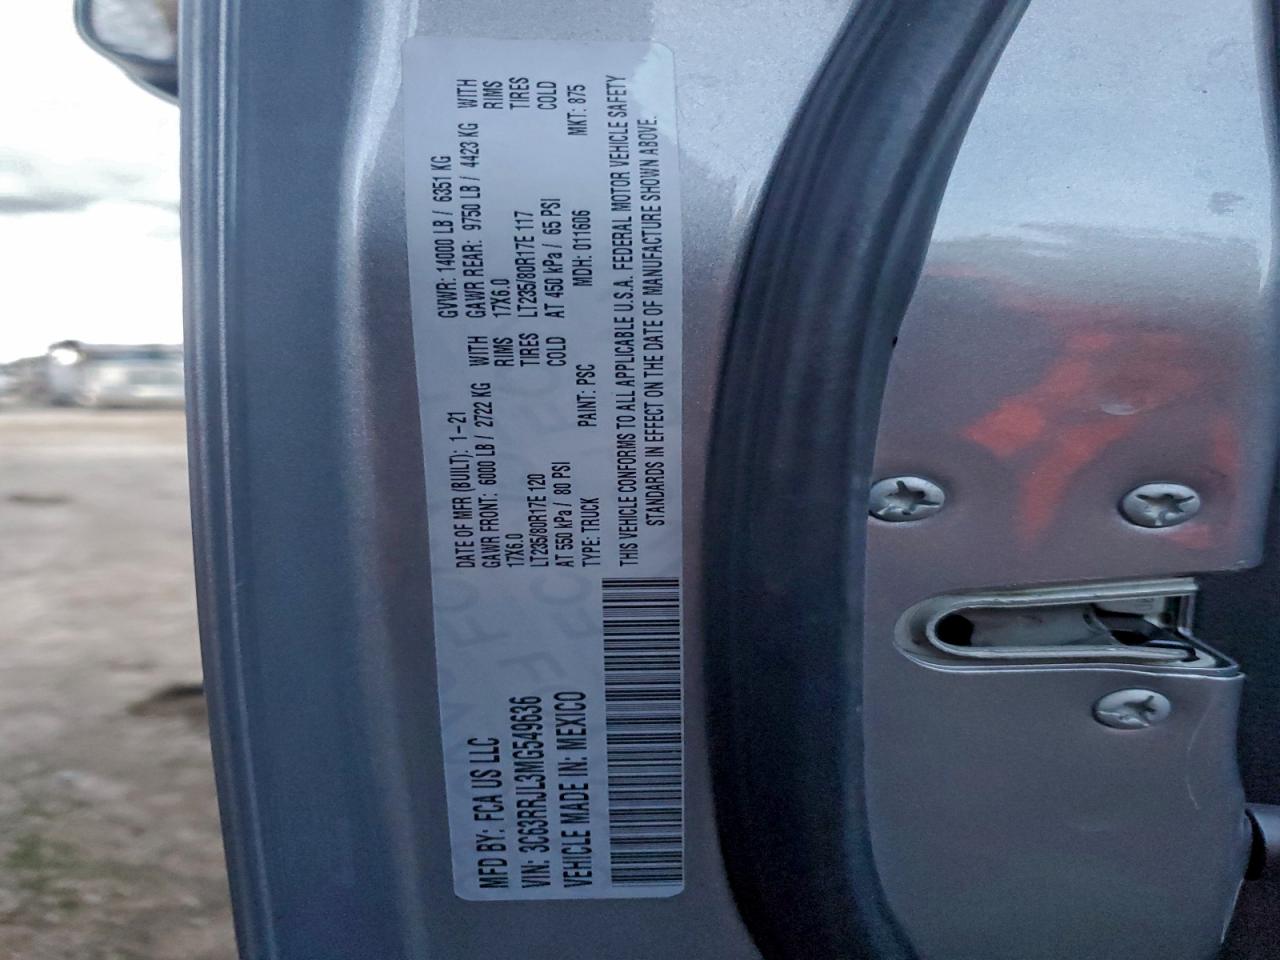 MFD BY: FCA US LLC
VIN: 3C63RRJL3MG549636
VEHICLE MADE IN: MEXICO
DATE OF MFR (BUILT): 1-21 GVWR: 14000 LB / 6351 KG
GAWR FRONT: 6000 LB / 2722 KG WITH GAWR REAR: 9750 LB / 4423 KG WITH
17X6.0 RIMS 17X6.0 RIMS
LT235/80R17E 120 TIRES LT235/80R17E 117 TIRES
AT 550 kPa / 80 PSI COLD AT 450 kPa / 65 PSI COLD
TYPE: TRUCK PAINT: PSC MDH: 011606 MKT: 875
THIS VEHICLE CONFORMS TO ALL APPLICABLE U.S.A. FEDERAL MOTOR VEHICLE SAFETY
STANDARDS IN EFFECT ON THE DATE OF MANUFACTURE SHOWN ABOVE.